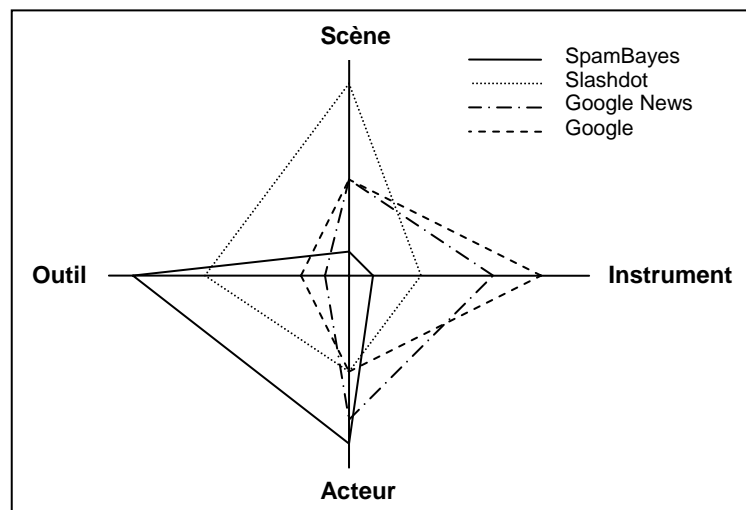 Scène
SpamBayes
Slashdot
Google News
Google
Outil
Instrument
Acteur